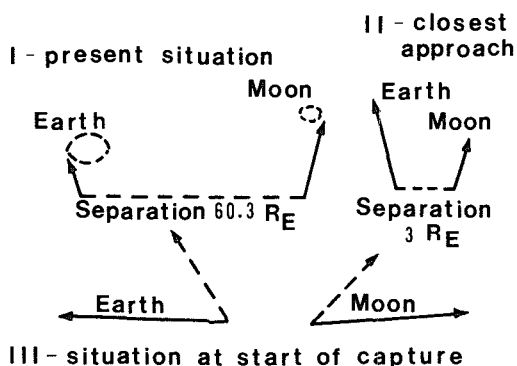 I - present situation
Earth
Moon
Separation 60.3 RE
II - closest
approach
Earth
Moon
Separation
3 RE
Earth
Moon
III - situation at start of capture